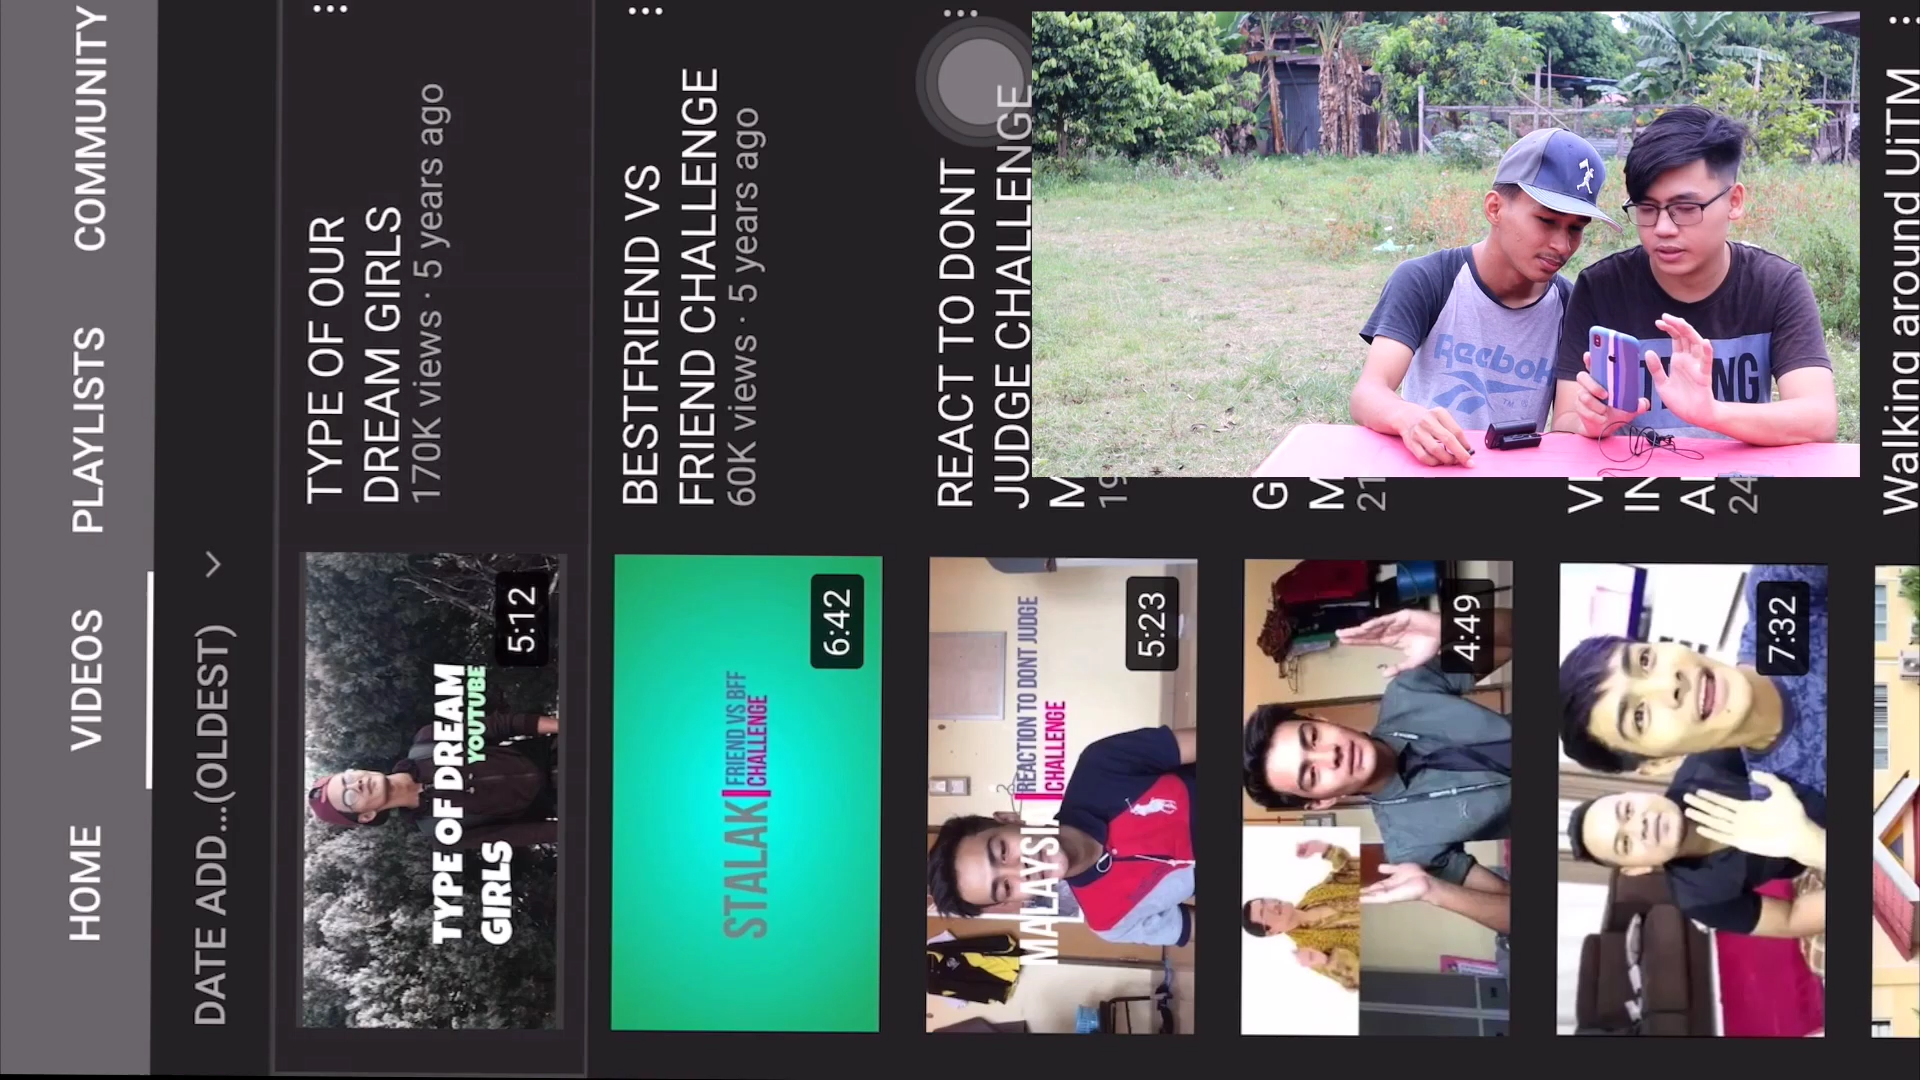 HOME VIDEOS PLAYLISTS COMMUNITY
DATE ADD...(OLDEST)
TYPE OF DREAM
YOUTUBE
GIRLS
5:12
TYPE OF OUR
DREAM GIRLS
170K views · 5 years ago
STALAK
FRIEND VS BFF
CHALLENGE
6:42
BESTFRIEND VS
FRIEND CHALLENGE
60K views · 5 years ago
MALAYSIA
REACTION TO DONT JUDGE
CHALLENGE
5:23
REACT TO DONT
JUDGE CHALLENGE
4:49
7:32
Walking around UiTM
Reebok